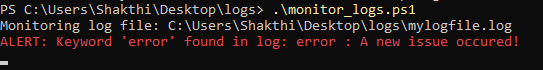 PS C:\Users\Shakthi\Desktop\logs> .\monitor_logs.ps1
Monitoring log file: C:\Users\Shakthi\Desktop\logs\mylogfile.log
ALERT: Keyword 'error' found in log: error : A new issue occured!